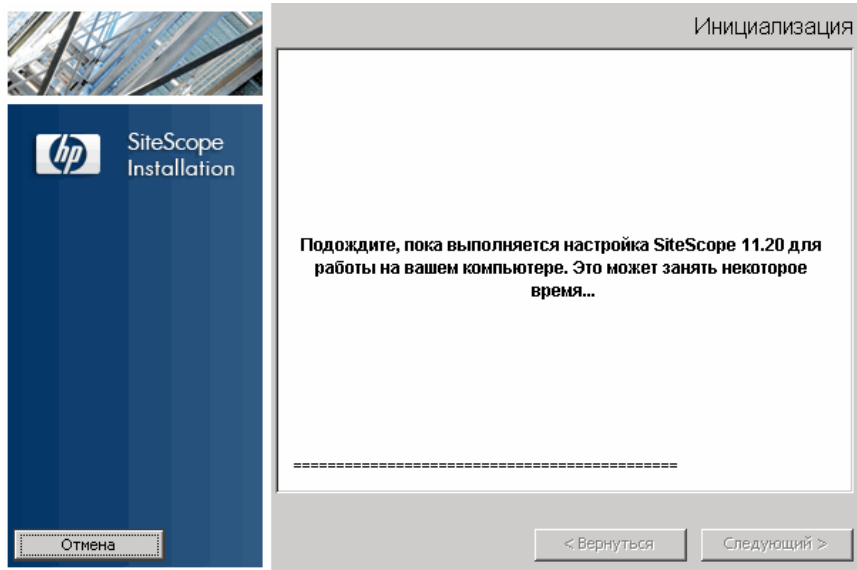 Инициализация
hp
SiteScope
Installation
Подождите, пока выполняется настройка SiteScope 11.20 для
работы на вашем компьютере. Это может занять некоторое
время...
=============================================
Отмена
< Вернуться
Следующий >